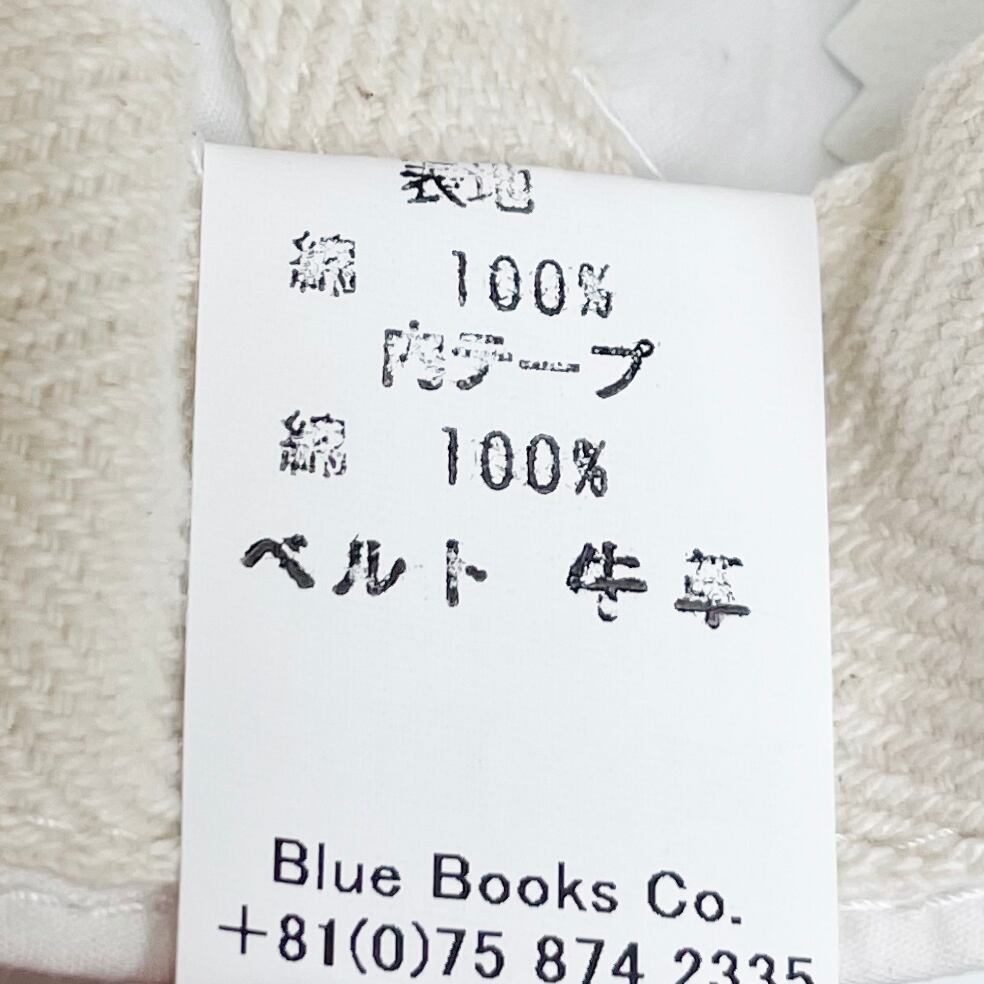 表地
綿 100%
内テープ
綿 100%
ベルト 牛革
Blue Books Co.
+81(0)75 874 2335